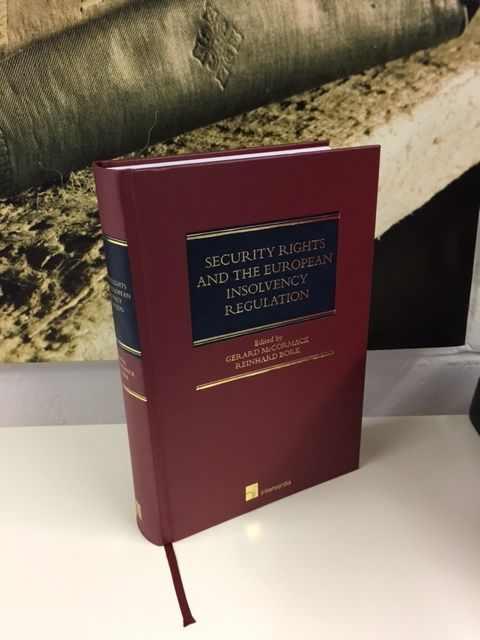 SECURITY RIGHTS
AND THE EUROPEAN
INSOLVENCY
REGULATION
Edited by
GERARD McCORMACK
REINHARD BORK
intersentia